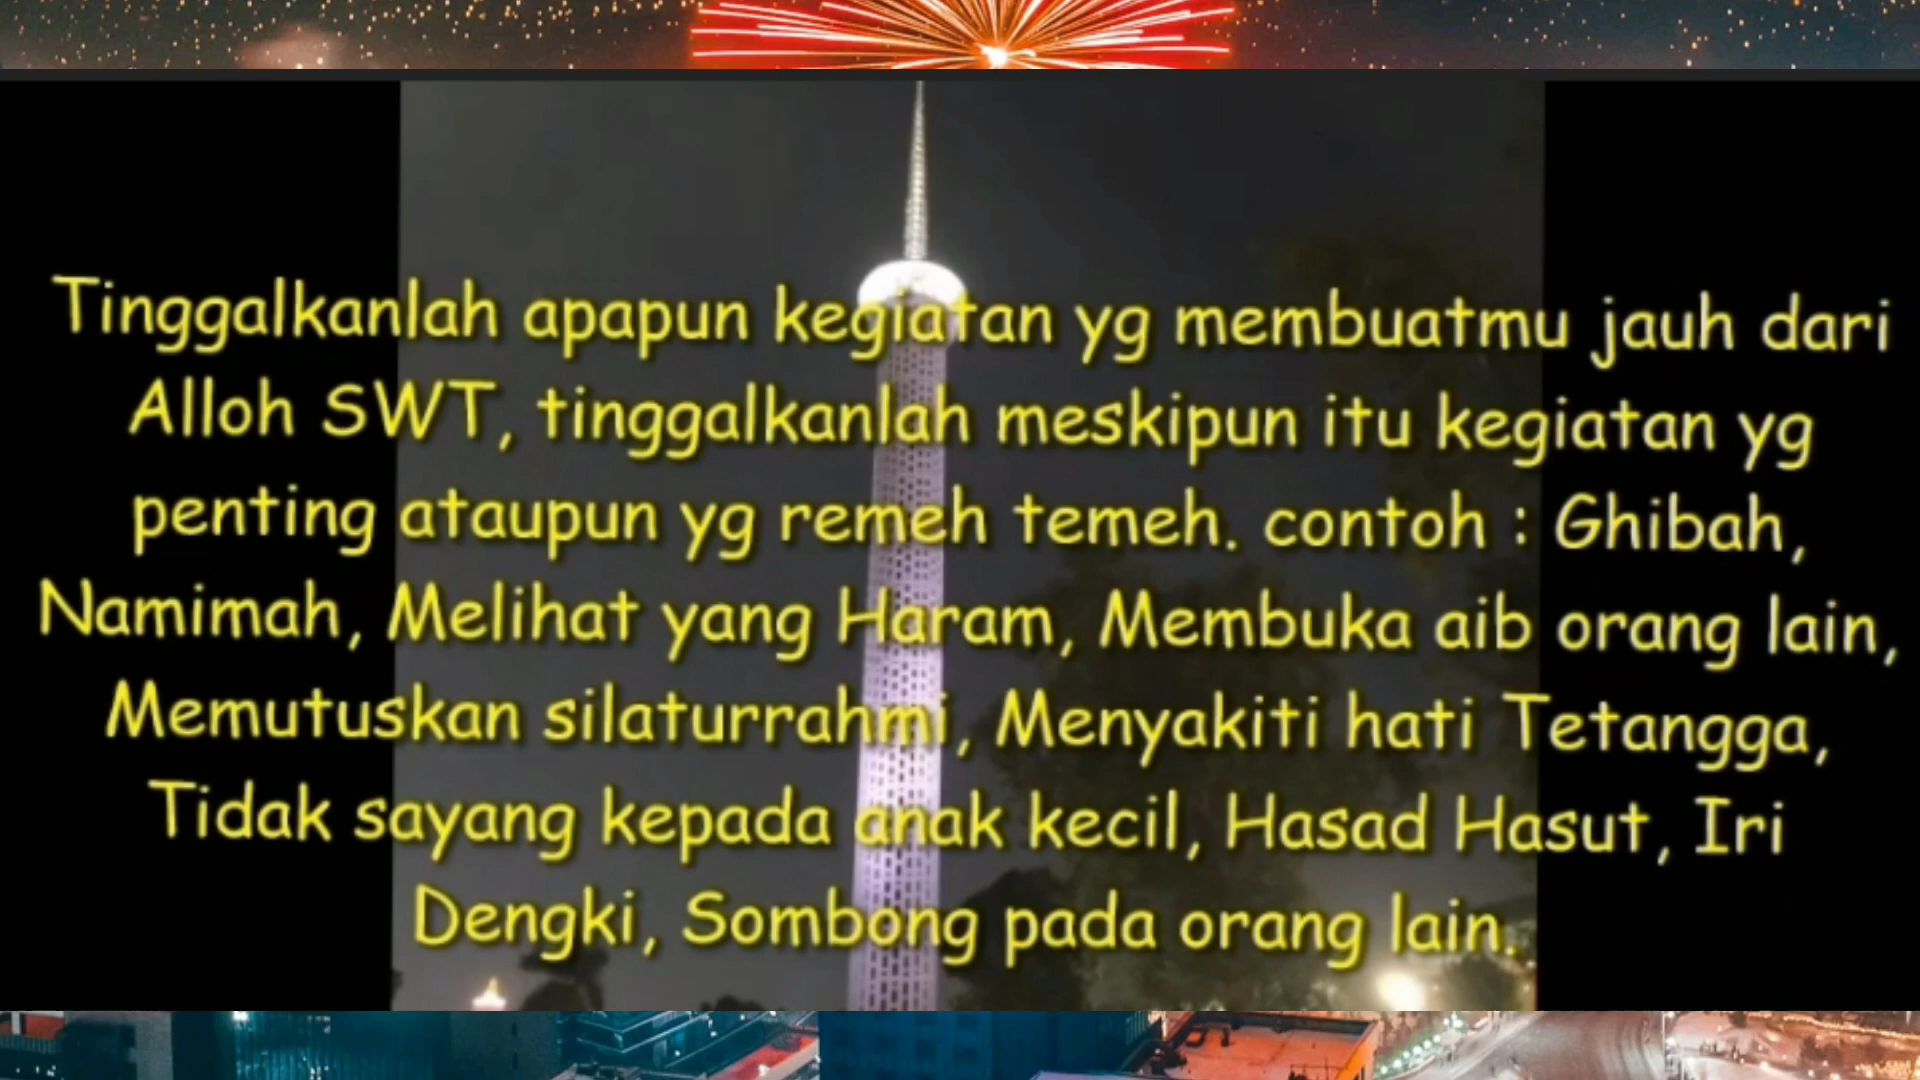 Tinggalkanlah apapun kegiatan yg membuatmu jauh dari
Alloh SWT, tinggalkanlah meskipun itu kegiatan yg
penting ataupun yg remeh temeh. contoh : Ghibah,
Namimah, Melihat yang Haram, Membuka aib orang lain,
Memutuskan silaturrahmi, Menyakiti hati Tetangga,
Tidak sayang kepada anak kecil, Hasad Hasut, Iri
Dengki, Sombong pada orang lain.